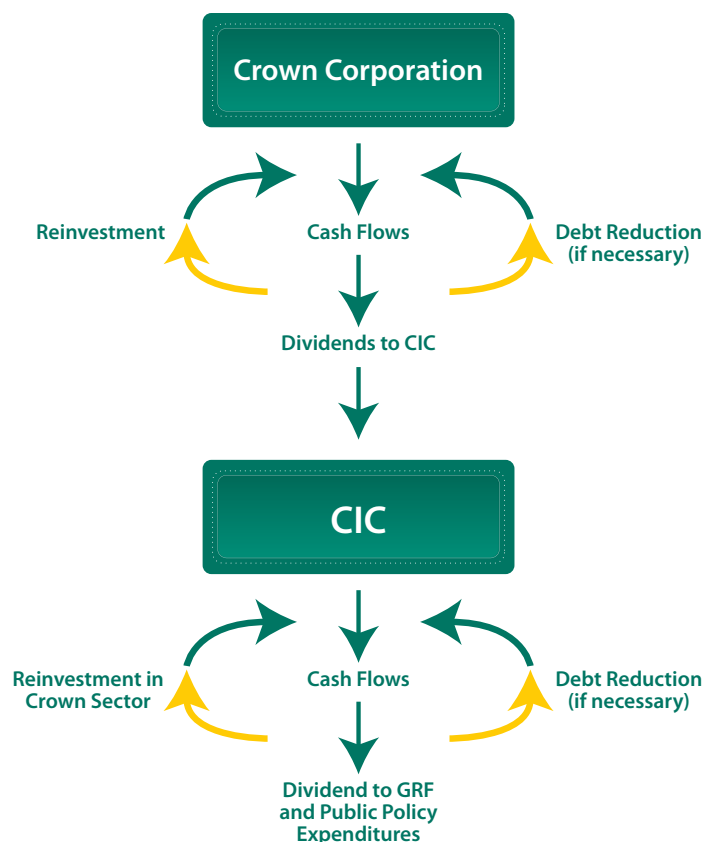 Crown Corporation
Reinvestment
Cash Flows
Debt Reduction
(if necessary)
Dividends to CIC
CIC
Reinvestment in
Crown Sector
Cash Flows
Debt Reduction
(if necessary)
Dividend to GRF
and Public Policy
Expenditures